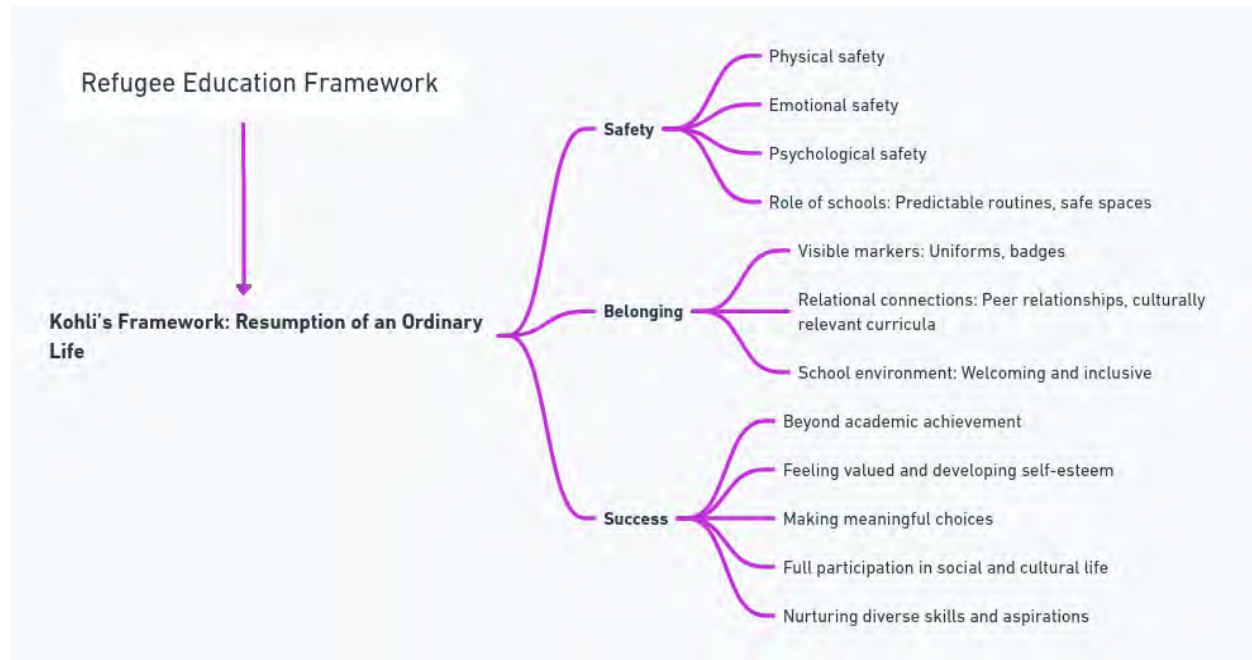 Refugee Education Framework
Kohli's Framework: Resumption of an Ordinary
Life
Safety
Physical safety
Emotional safety
Psychological safety
Role of schools: Predictable routines, safe spaces
Belonging
Visible markers: Uniforms, badges
Relational connections: Peer relationships, culturally
relevant curricula
School environment: Welcoming and inclusive
Success
Beyond academic achievement
Feeling valued and developing self-esteem
Making meaningful choices
Full participation in social and cultural life
Nurturing diverse skills and aspirations